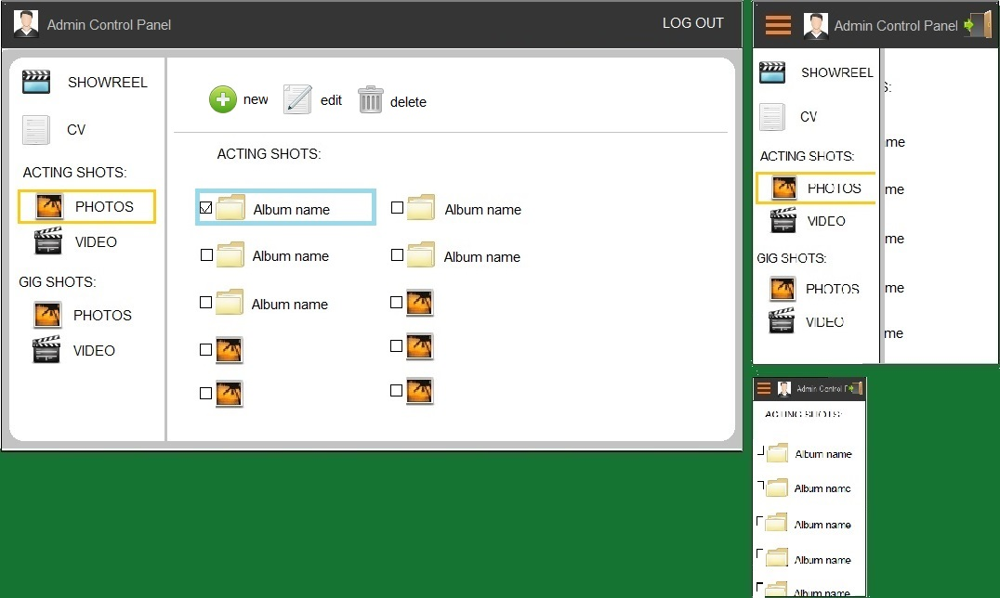 Admin Control Panel
LOG OUT
SHOWREEL
CV
ACTING SHOTS:
PHOTOS
VIDEO
GIG SHOTS:
PHOTOS
VIDEO
new edit delete
ACTING SHOTS:
Album name Album name
Album name Album name
Album name
Admin Control Panel
SHOWREEL
CV
ACTING SHOTS:
PHOTOS
VIDEO
GIG SHOTS:
PHOTOS
VIDEO
S:
me
me
me
me
me
Admin Control P
ACTING SHOTS:
Album name
Album name
Album name
Album name
Album name